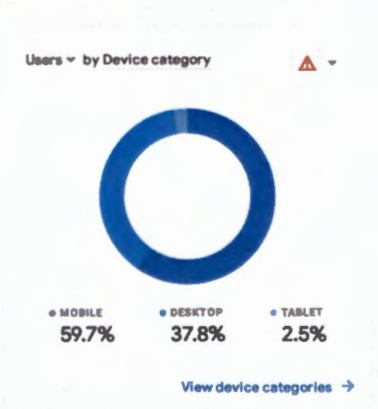 Users by Device category
MOBILE DESKTOP TABLET
59.7% 37.8% 2.5%
View device categories